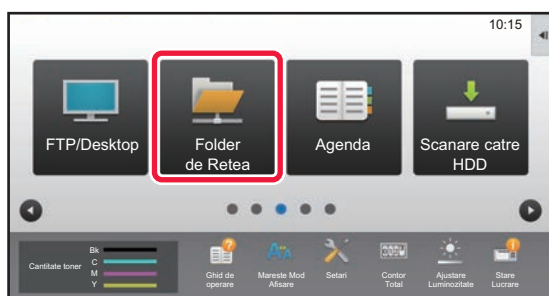 10:15
FTP/Desktop
Folder
de Retea
Agenda
Scanare catre
HDD
Cantitate toner
Bk
C
M
Y
Ghid de
operare
Mareste Mod
Afisare
Setari
Contor
Total
Ajustare
Luminozitate
Stare
Lucrare